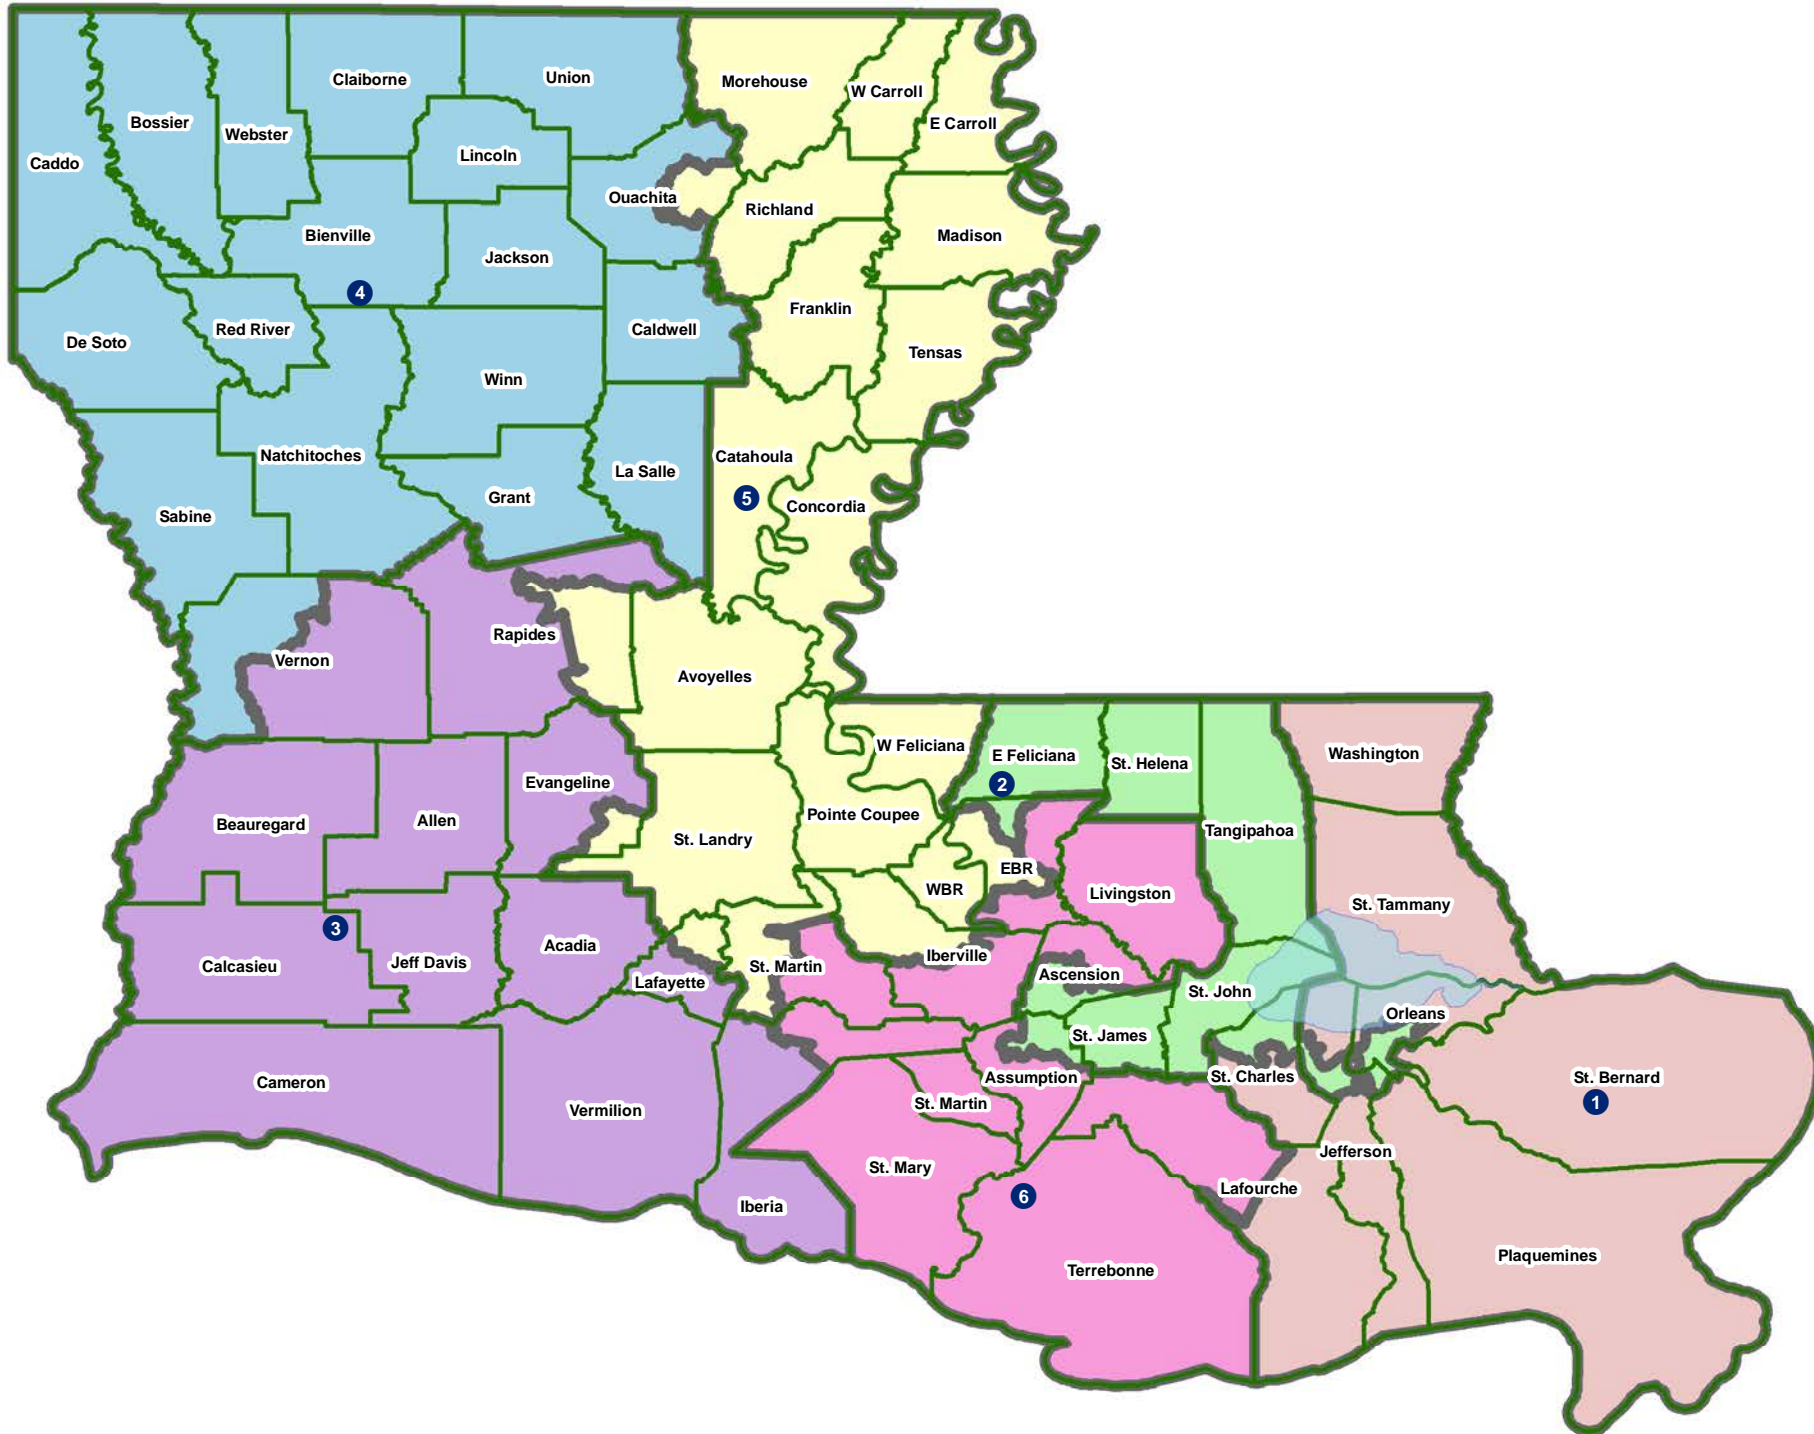 Morehouse
Union
Claiborne
W Carroll
Bossier
E Carroll
Webster
Lincoln
Caddo
Ouachita
Richland
Bienville
Madison
Jackson
4
Franklin
Red River
Caldwell
De Soto
Tensas
Winn
Natchitoches
Catahoula
La Salle
Grant
5
Concordia
Sabine
Rapides
Vernon
Avoyelles
W Feliciana
E Feliciana
Washington
St. Helena
Evangeline
2
Pointe Coupee
Allen
Beauregard
Tangipahoa
St. Landry
EBR
WBR
Livingston
St. Tammany
3
Acadia
Iberville
Jeff Davis
Calcasieu
St. Martin
Ascension
Lafayette
St. John
Orleans
St. James
St. Charles
St. Bernard
Assumption
Cameron
1
St. Martin
Vermilion
Jefferson
St. Mary
Lafourche
6
Iberia
Plaquemines
Terrebonne